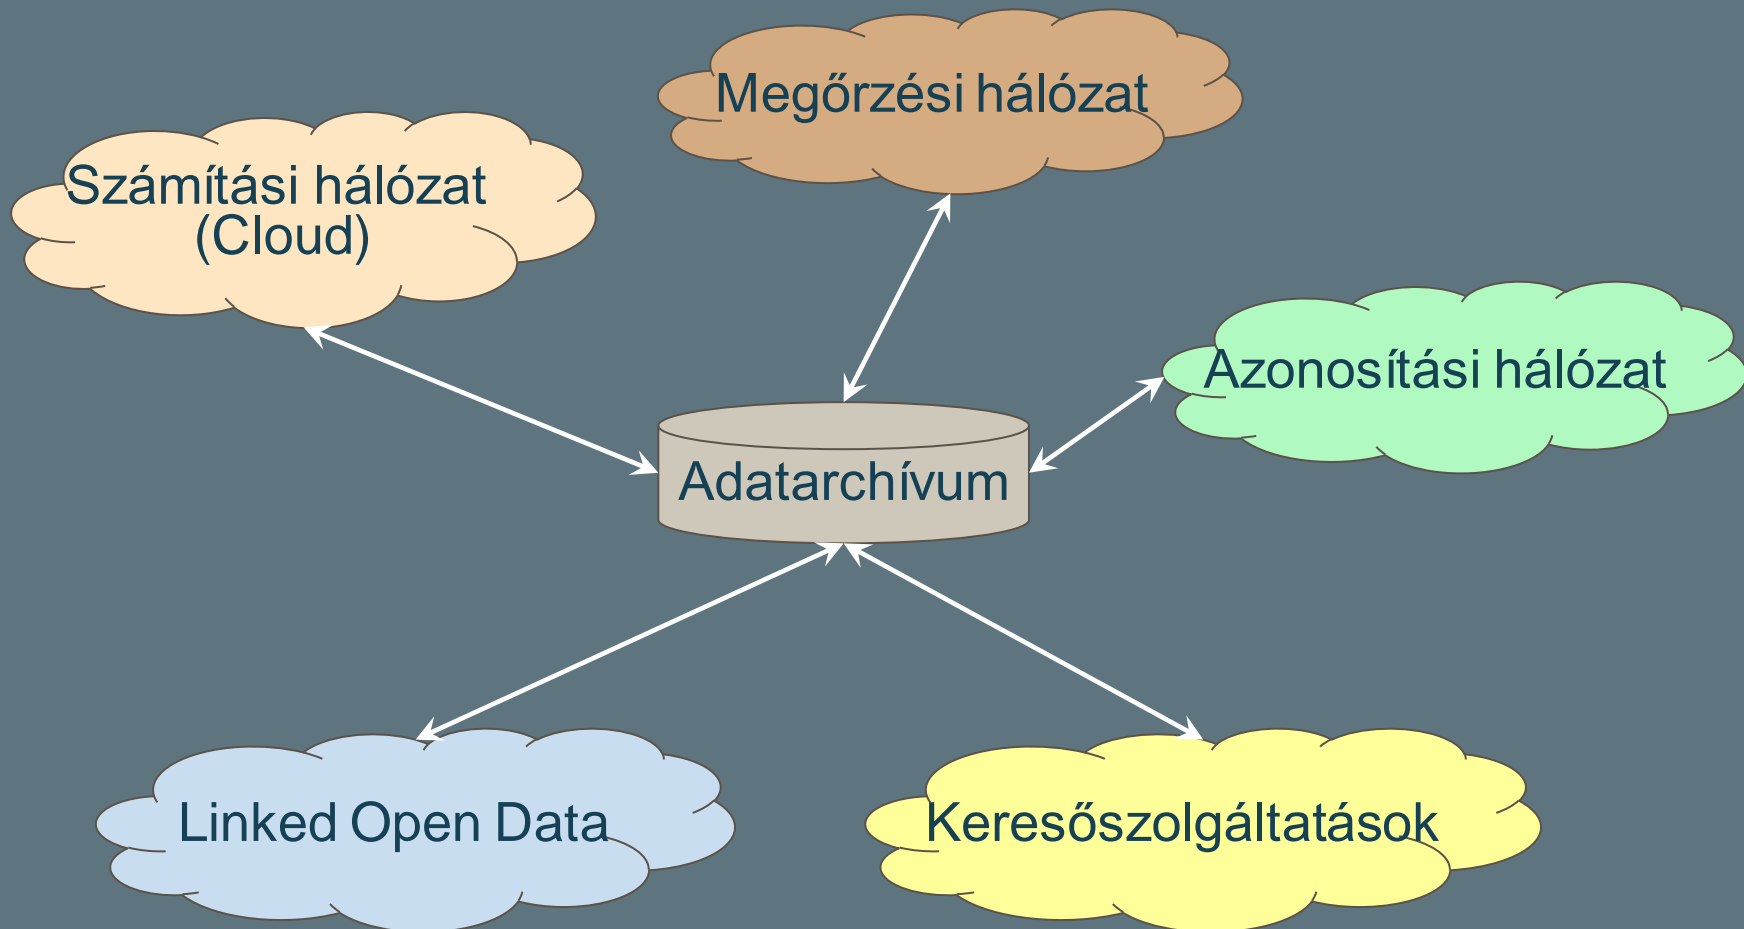 Megőrzési hálózat
Számítási hálózat
(Cloud)
Azonosítási hálózat
Adatarchívum
Linked Open Data
Keresőszolgáltatások